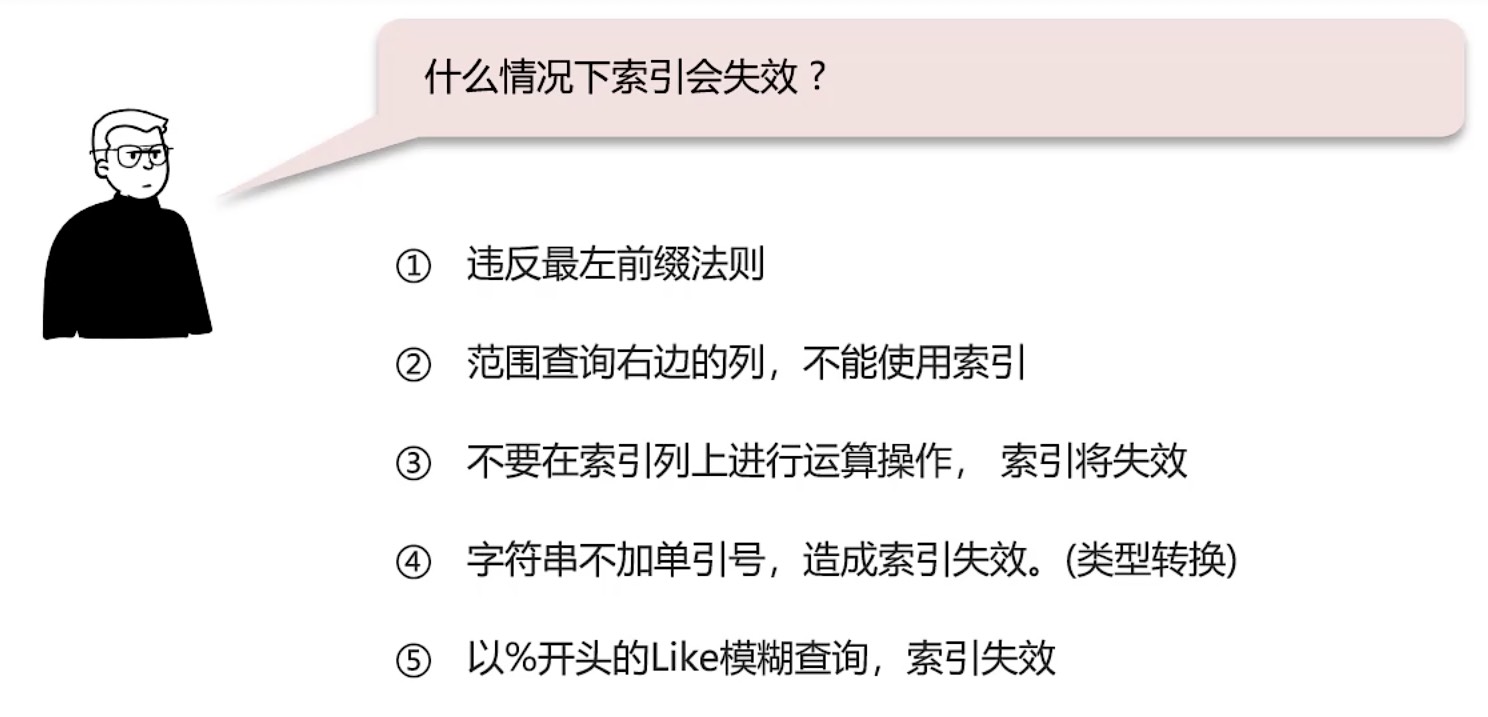 什么情况下索引会失效？
① 违反最左前缀法则
② 范围查询右边的列，不能使用索引
③ 不要在索引列上进行运算操作， 索引将失效
④ 字符串不加单引号，造成索引失效。(类型转换)
⑤ 以%开头的Like模糊查询，索引失效